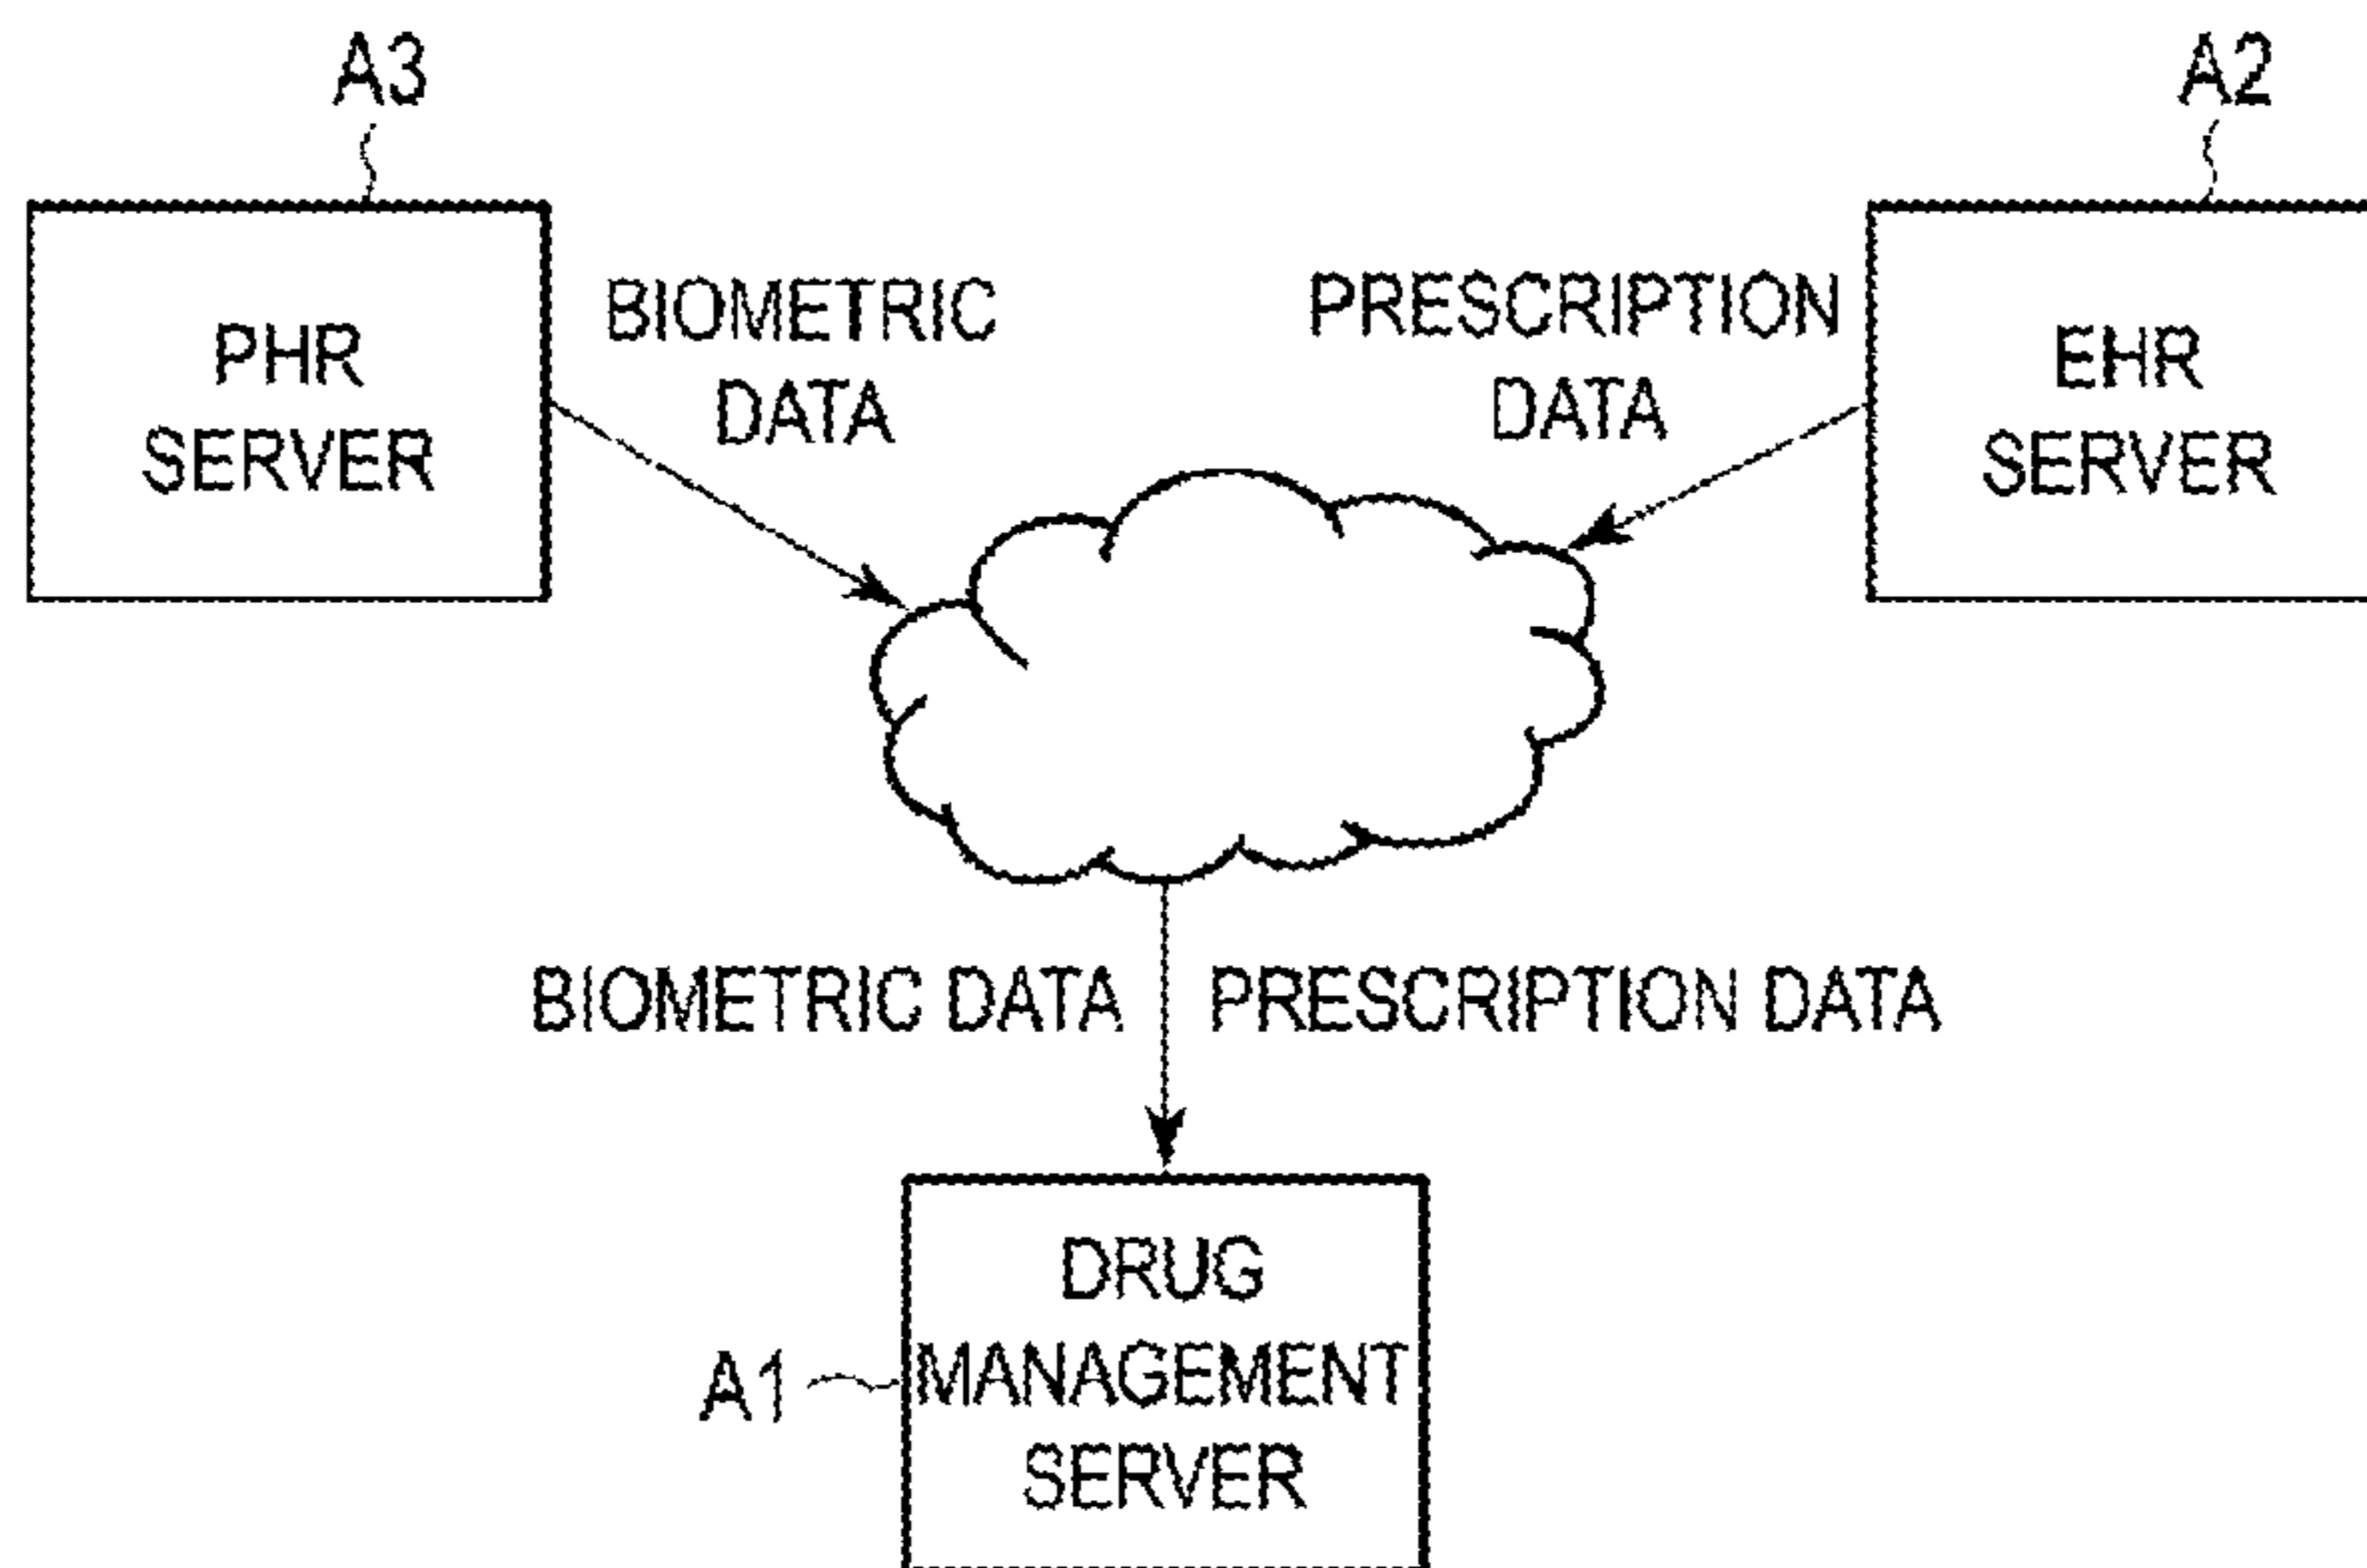 A3
A2
PHR
SERVER
BIOMETRIC
DATA
PRESCRIPTION
DATA
EHR
SERVER
BIOMETRIC DATA
PRESCRIPTION DATA
A1
DRUG
MANAGEMENT
SERVER